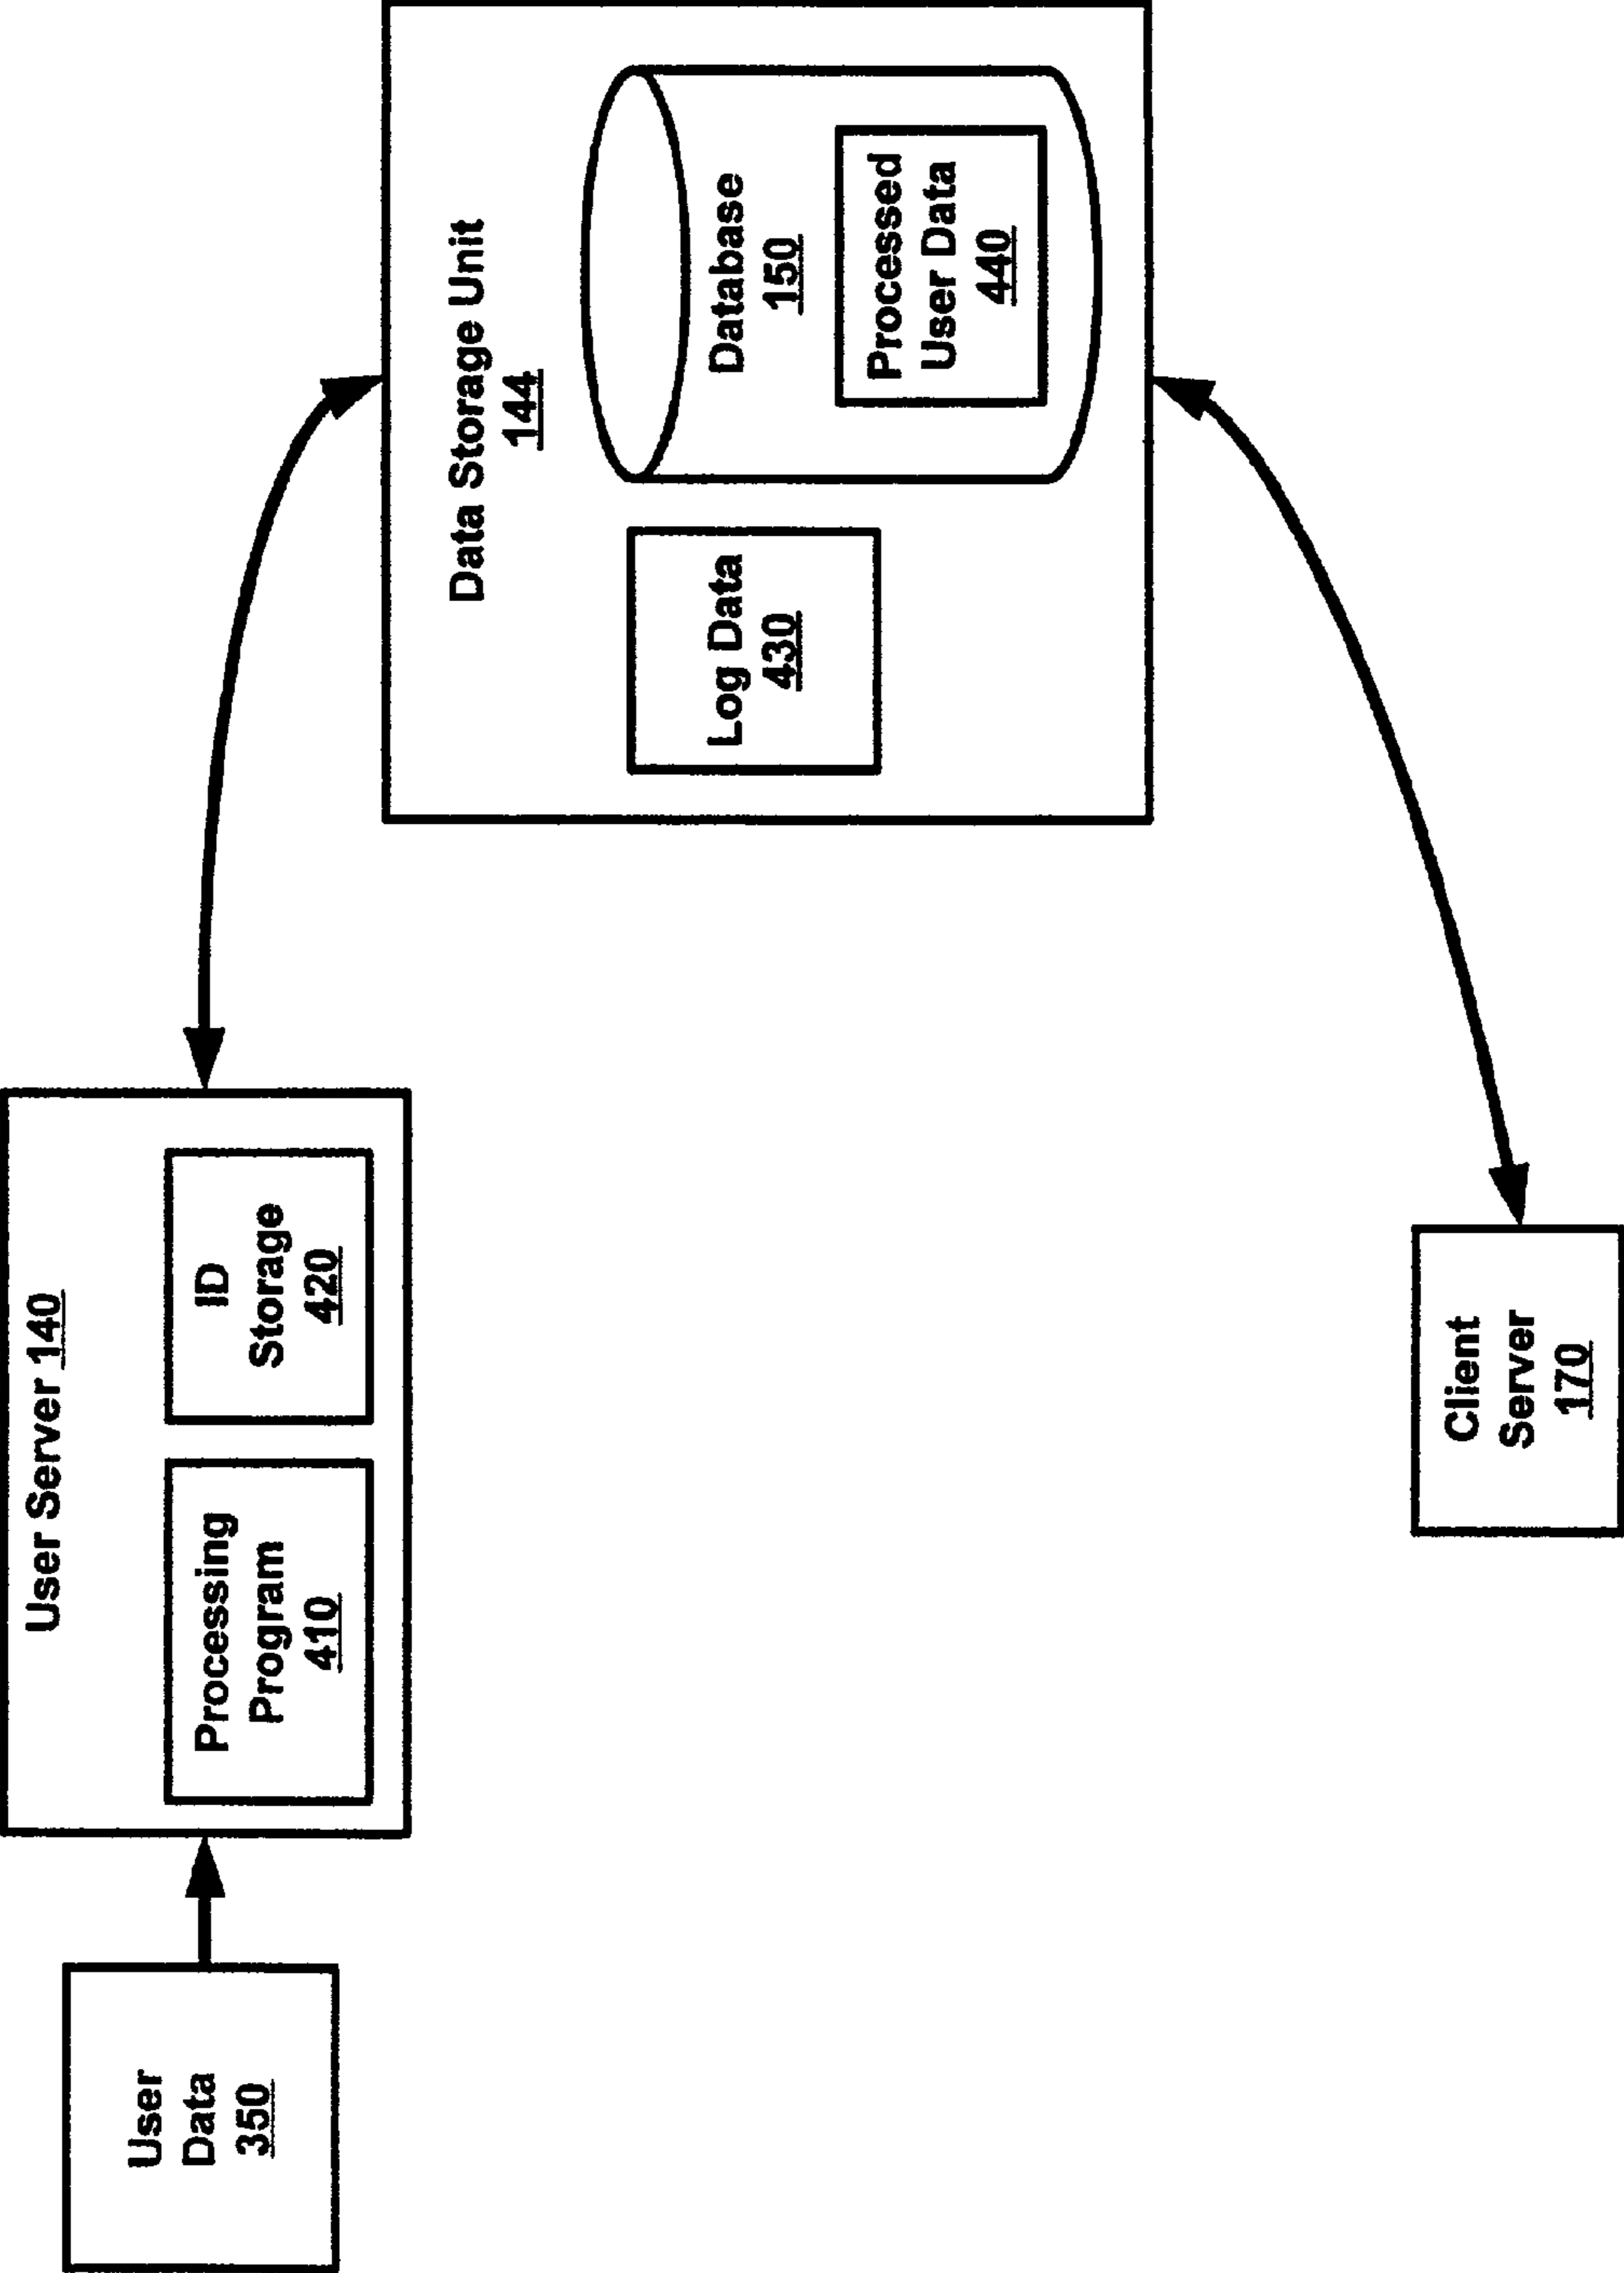 User
Data
350
User Server 140
Processing
Program
410
ID
Storage
420
Data Storage Unit
144
Log Data
430
Database
150
Processed
User Data
440
Client
Server
170